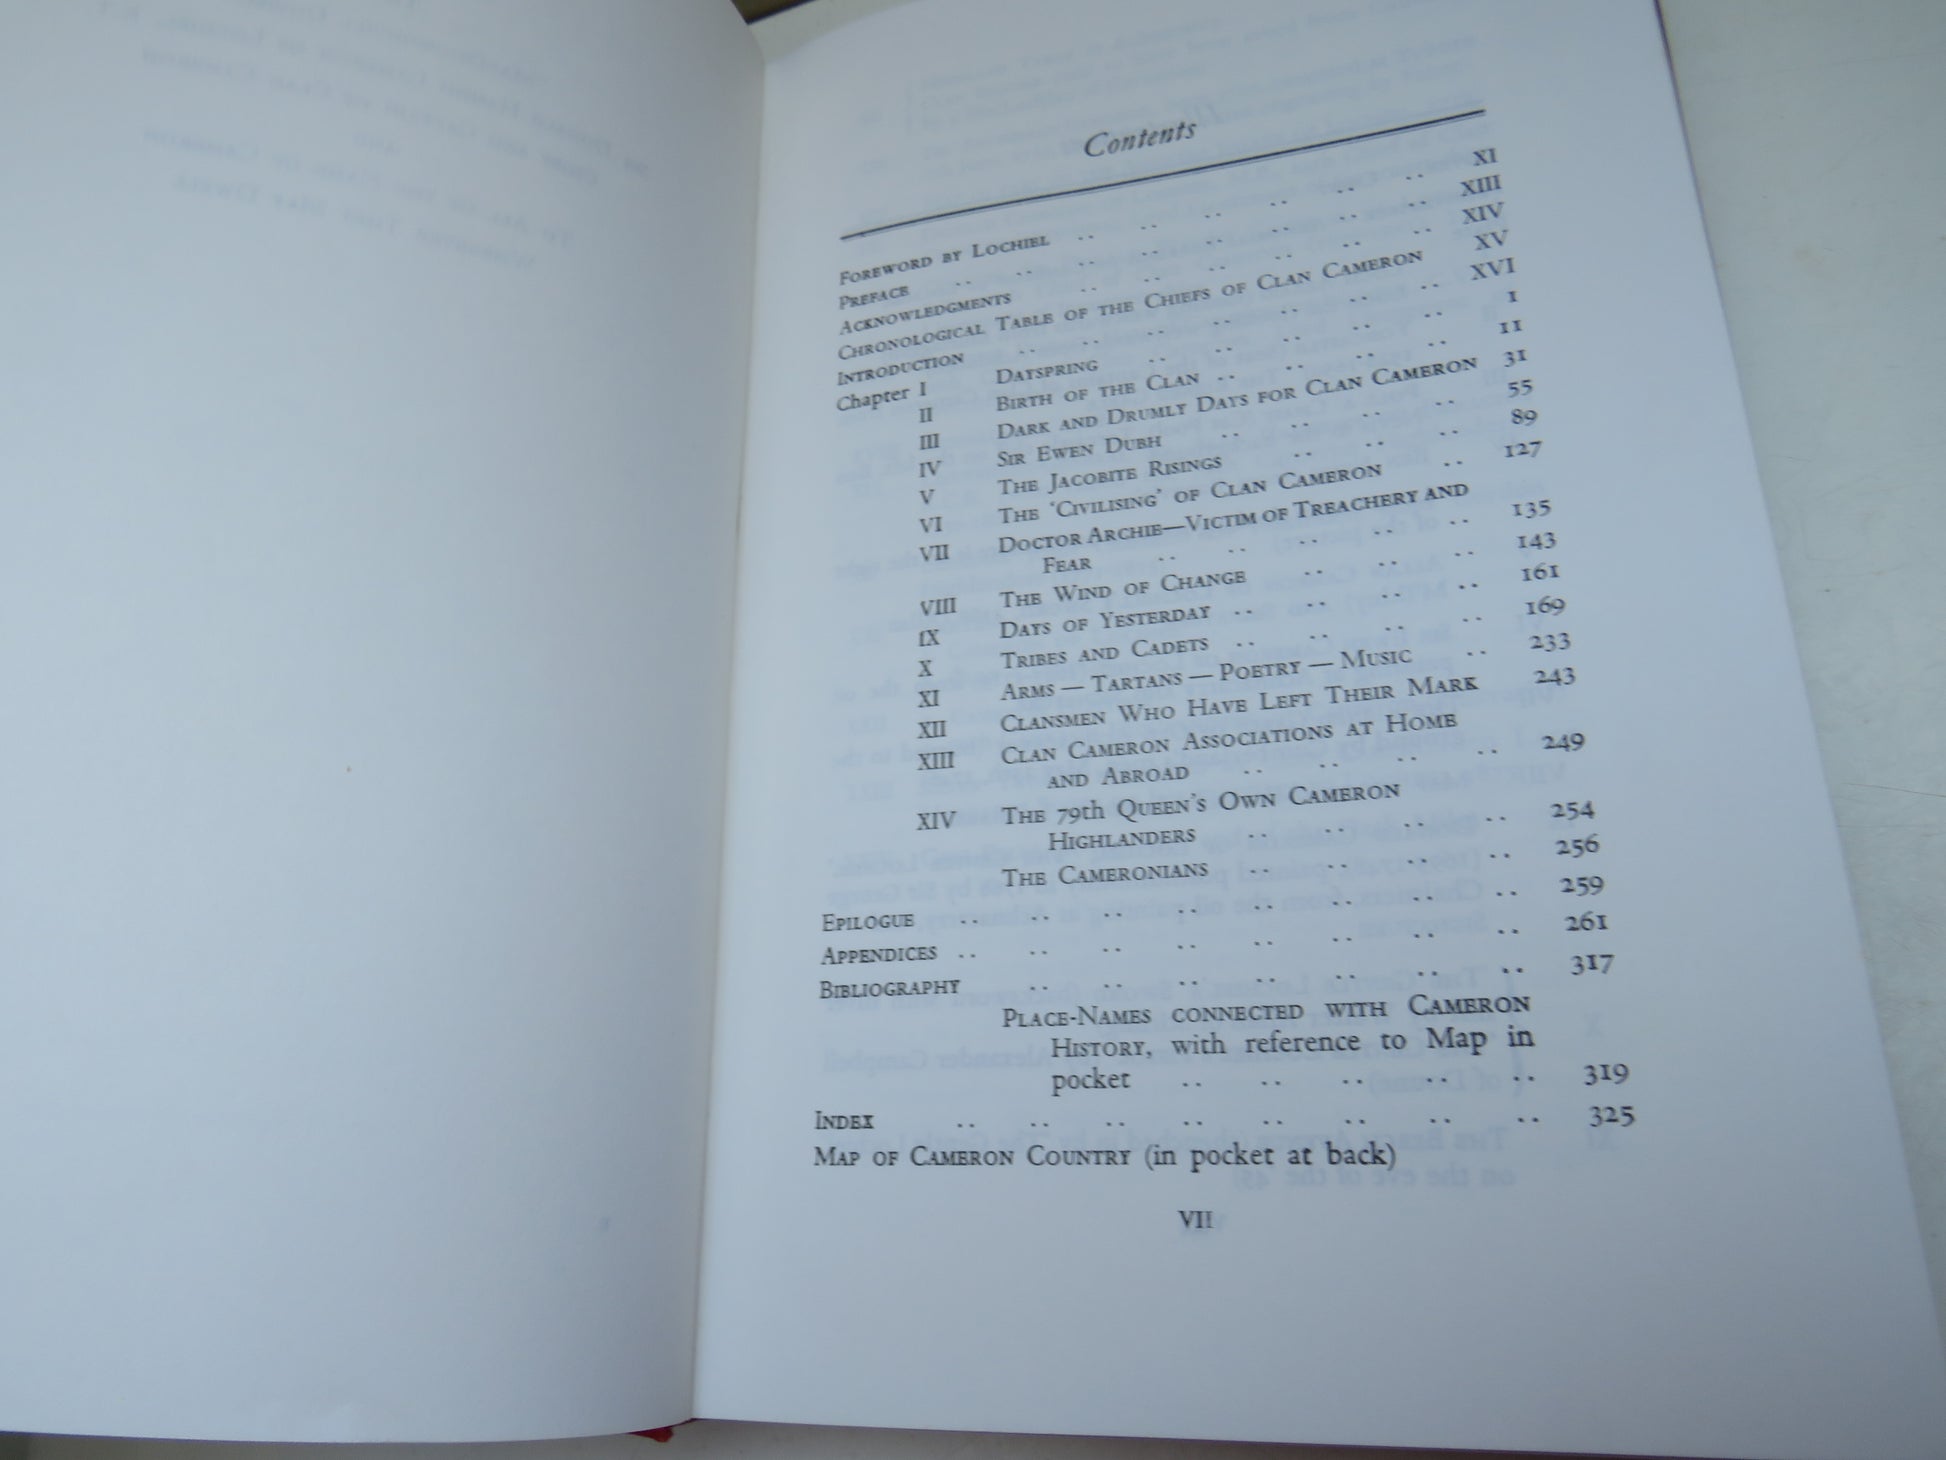 Contents
FOREWORD BY LOCHIEL .. .. .. .. .. .. XI
PREFACE .. .. .. .. .. .. .. .. XIII
ACKNOWLEDGMENTS .. .. .. .. .. .. XIV
CHRONOLOGICAL TABLE OF THE CHIEFS OF CLAN CAMERON XV
INTRODUCTION .. .. .. .. .. .. .. XVI
Chapter I DAYSPRING .. .. .. .. .. 1
II BIRTH OF THE CLAN .. .. .. .. 11
III DARK AND DRUMLY DAYS FOR CLAN CAMERON 31
IV SIR EWEN DUBH .. .. .. .. 55
V THE JACOBITE RISINGS .. .. .. 89
VI THE 'CIVILISING' OF CLAN CAMERON .. 127
VII DOCTOR ARCHIE—VICTIM OF TREACHERY AND
FEAR .. .. .. .. .. 135
VIII THE WIND OF CHANGE .. .. .. 143
IX DAYS OF YESTERDAY .. .. .. .. 161
X TRIBES AND CADETS .. .. .. .. 169
XI ARMS — TARTANS — POETRY — MUSIC .. 233
XII CLANSMEN WHO HAVE LEFT THEIR MARK 243
XIII CLAN CAMERON ASSOCIATIONS AT HOME
AND ABROAD .. .. .. .. 249
XIV THE 79th QUEEN'S OWN CAMERON
HIGHLANDERS .. .. .. .. 254
THE CAMERONIANS .. .. .. .. 256
EPILOGUE .. .. .. .. .. .. .. .. 259
APPENDICES .. .. .. .. .. .. .. .. 261
BIBLIOGRAPHY .. .. .. .. .. .. .. 317
PLACE-NAMES CONNECTED WITH CAMERON
HISTORY, with reference to Map in
pocket .. .. .. .. .. 319
INDEX .. .. .. .. .. .. .. .. 325
MAP OF CAMERON COUNTRY (in pocket at back)
VII